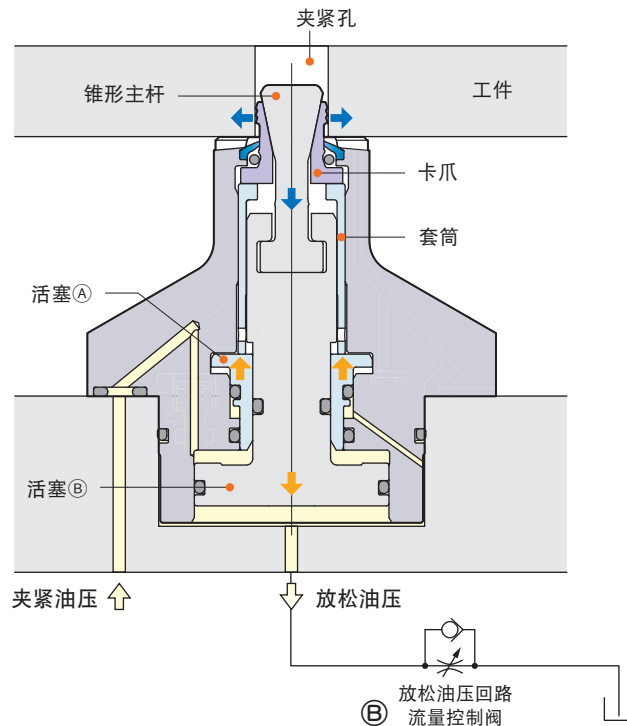 夹紧孔
锥形主杆
工件
卡爪
套筒
活塞Ⓐ
活塞Ⓑ
夹紧油压
放松油压
Ⓑ 放松油压回路
流量控制阀